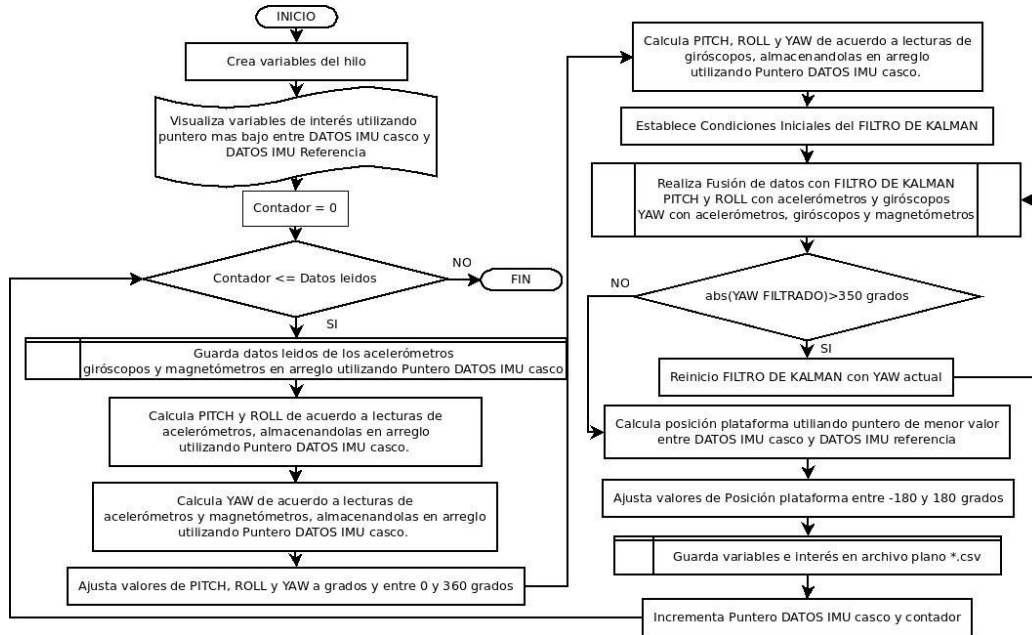 INICIO
Crea variables del hilo
Visualiza variables de interés utilizando
puntero mas bajo entre DATOS IMU casco y
DATOS IMU Referencia
Contador = 0
Contador <= Datos leidos
NO
FIN
SI
Guarda datos leidos de los acelerómetros
giróscopos y magnetómetros en arreglo utilizando Puntero DATOS IMU casco
Calcula PITCH y ROLL de acuerdo a lecturas de
acelerómetros, almacenandolas en arreglo
utilizando Puntero DATOS IMU casco.
Calcula YAW de acuerdo a lecturas de
acelerómetros y magnetómetros, almacenandolas en arreglo
utilizando Puntero DATOS IMU casco.
Ajusta valores de PITCH, ROLL y YAW a grados y entre 0 y 360 grados
Calcula PITCH, ROLL y YAW de acuerdo a lecturas de
giróscopos, almacenandolas en arreglo
utilizando Puntero DATOS IMU casco.
Establece Condiciones Iniciales del FILTRO DE KALMAN
Realiza Fusión de datos con FILTRO DE KALMAN
PITCH y ROLL con acelerómetros y giróscopos
YAW con acelerómetros, giróscopos y magnetómetros
NO
abs(YAW FILTRADO)>350 grados
SI
Reinicio FILTRO DE KALMAN con YAW actual
Calcula posición plataforma utiliando puntero de menor valor
entre DATOS IMU casco y DATOS IMU referencia
Ajusta valores de Posición plataforma entre -180 y 180 grados
Guarda variables e interés en archivo plano *.csv
Incrementa Puntero DATOS IMU casco y contador